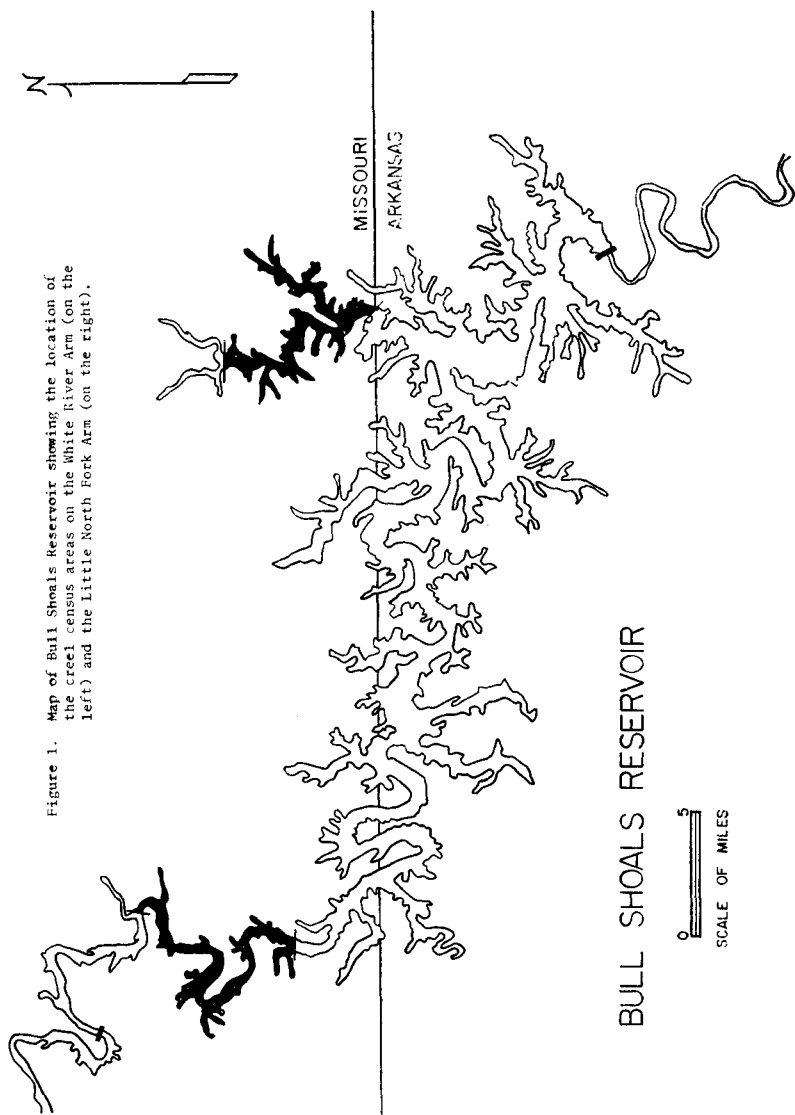 Figure 1. Map of Bull Shoals Reservoir showing the location of
the creel census areas on the White River Arm (on the
left) and the Little North Fork Arm (on the right).
N
MISSOURI
ARKANSAS
BULL SHOALS RESERVOIR
0 5
SCALE OF MILES